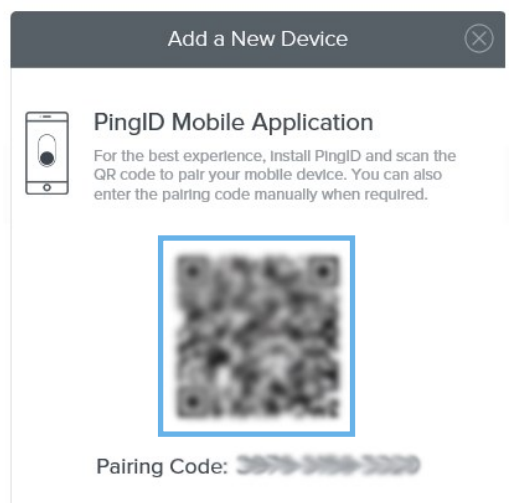 Add a New Device
PingID Mobile Application
For the best experience, install PingID and scan the
QR code to pair your mobile device. You can also
enter the pairing code manually when required.
Pairing Code: